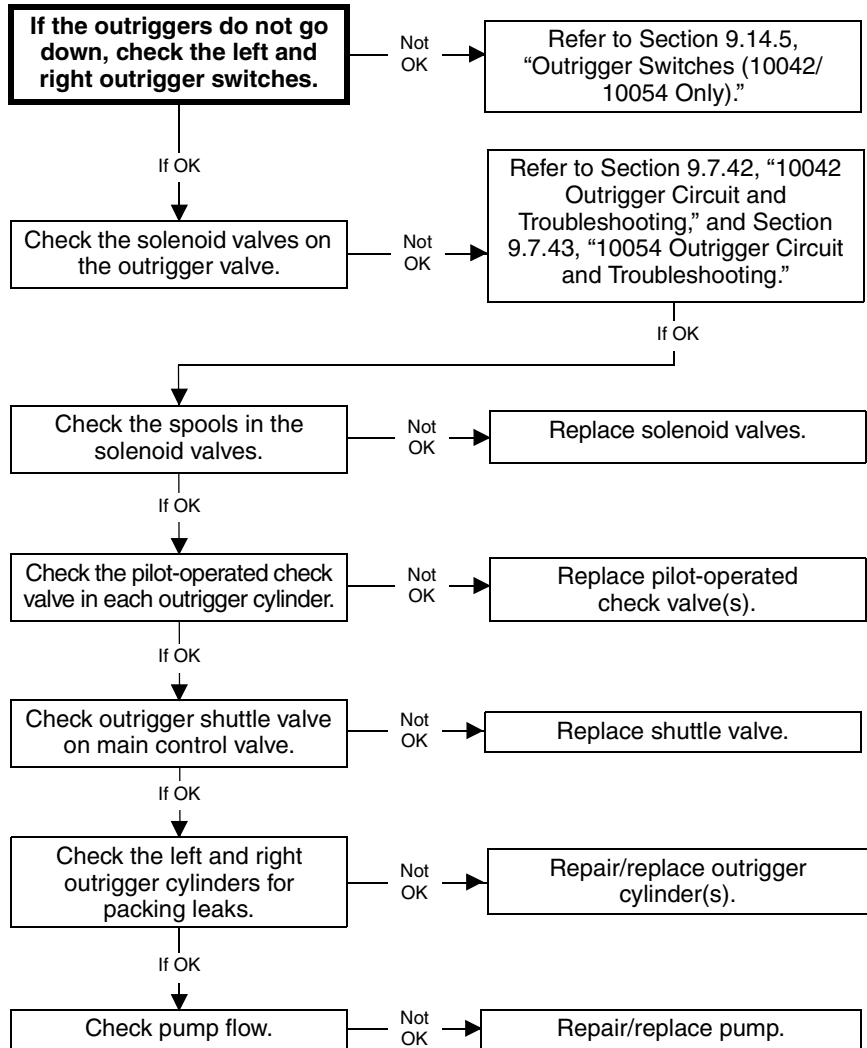 If the outriggers do not go
down, check the left and
right outrigger switches.
Not
OK
Refer to Section 9.14.5,
“Outrigger Switches (10042/
10054 Only).”
If OK
Check the solenoid valves on
the outrigger valve.
Not
OK
Refer to Section 9.7.42, “10042
Outrigger Circuit and
Troubleshooting,” and Section
9.7.43, “10054 Outrigger Circuit
and Troubleshooting.”
If OK
Check the spools in the
solenoid valves.
Not
OK
Replace solenoid valves.
If OK
Check the pilot-operated check
valve in each outrigger cylinder.
Not
OK
Replace pilot-operated
check valve(s).
If OK
Check outrigger shuttle valve
on main control valve.
Not
OK
Replace shuttle valve.
If OK
Check the left and right
outrigger cylinders for
packing leaks.
Not
OK
Repair/replace outrigger
cylinder(s).
If OK
Check pump flow.
Not
OK
Repair/replace pump.